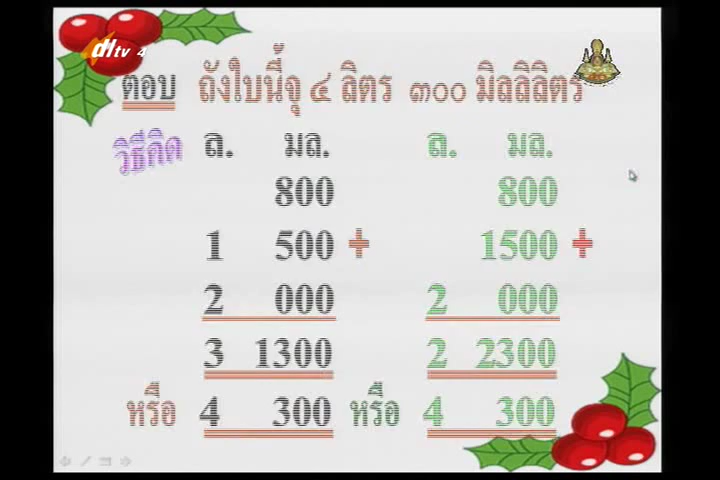 dltv 4
ตอบ ถังใบนี้จุ ๔ ลิตร ๓๐๐ มิลลิลิตร
วิธีคิด ล. มล. ล. มล.
800 800
1 500 + 1500 +
2 000 2 000
3 1300 2 2300
หรือ 4 300 หรือ 4 300